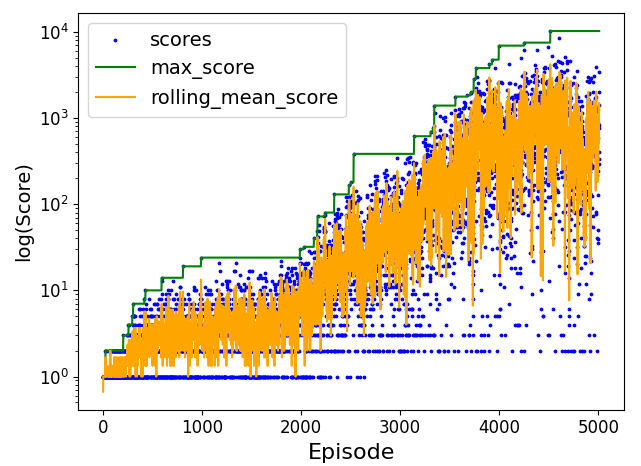 10⁴
10³
10²
10¹
10⁰
log(Score)
scores
max_score
rolling_mean_score
0
1000
2000
3000
4000
5000
Episode